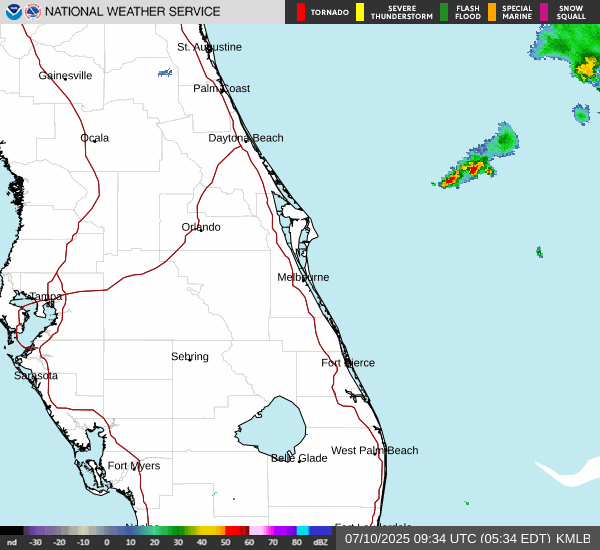 NATIONAL WEATHER SERVICE
TORNADO
SEVERE THUNDERSTORM
FLASH FLOOD
SPECIAL MARINE
SNOW SQUALL
St. Augustine
Gainesville
Palm Coast
Ocala
Daytona Beach
Orlando
Melbourne
Tampa
Sebring
Fort Pierce
Sarasota
West Palm Beach
Belle Glade
Fort Myers
nd -30 -20 -10 0 10 20 30 40 50 60 70 80 dBZ
07/10/2025 09:34 UTC (05:34 EDT) KMLB